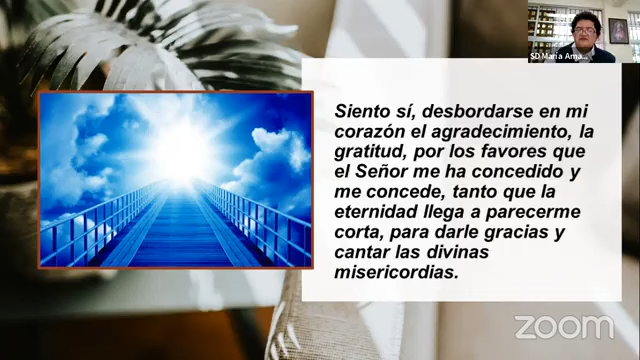 SD María Ama...
Siento sí, desbordarse en mi
corazón el agradecimiento, la
gratitud, por los favores que
el Señor me ha concedido y
me concede, tanto que la
eternidad llega a parecerme
corta, para darle gracias y
cantar las divinas
misericordias.
zoom